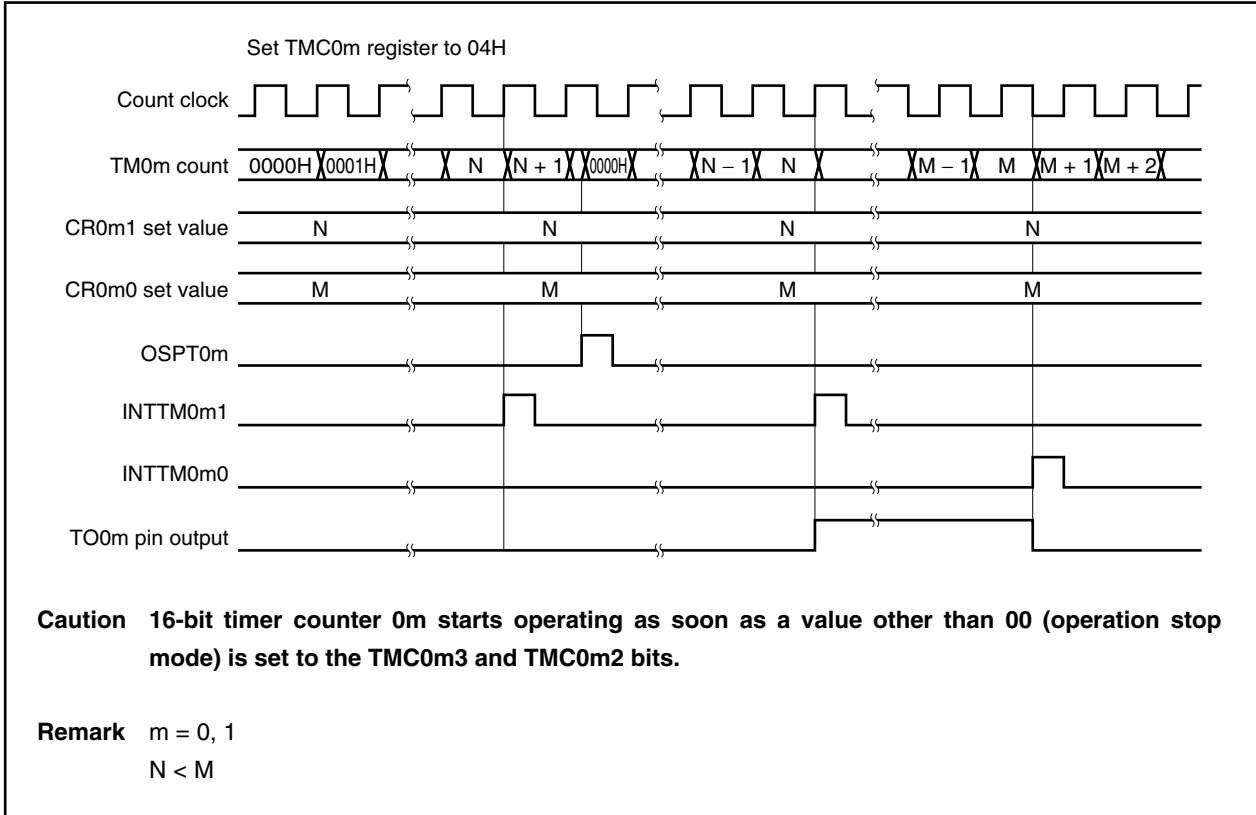 Set TMC0m register to 04H
Count clock
TM0m count 0000H 0001H N N + 1 0000H N − 1 N M − 1 M M + 1 M + 2
CR0m1 set value N N N N
CR0m0 set value M M M M
OSPT0m
INTTM0m1
INTTM0m0
TO0m pin output
Caution 16-bit timer counter 0m starts operating as soon as a value other than 00 (operation stop
mode) is set to the TMC0m3 and TMC0m2 bits.
Remark m = 0, 1
N < M